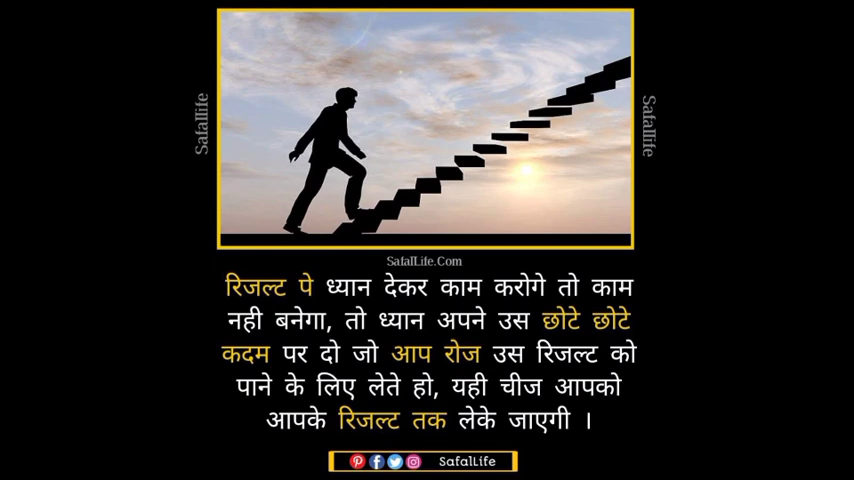 Safallife
Safallife
SafalLife.Com
रिजल्ट पे ध्यान देकर काम करोगे तो काम
नही बनेगा, तो ध्यान अपने उस छोटे छोटे
कदम पर दो जो आप रोज उस रिजल्ट को
पाने के लिए लेते हो, यही चीज आपको
आपके रिजल्ट तक लेके जाएगी ।
SafalLife